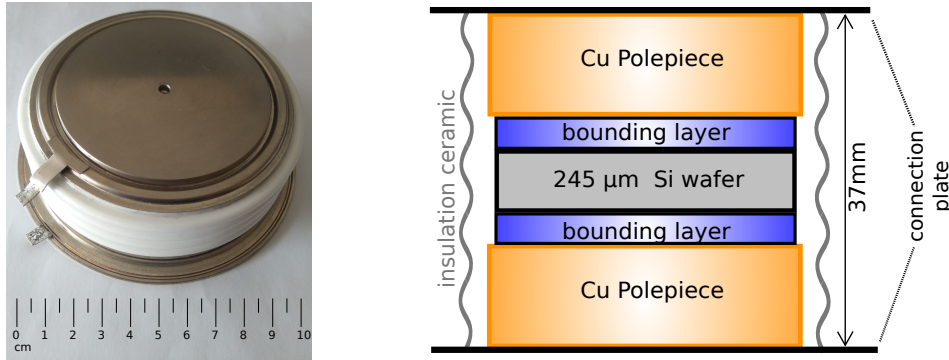 0 1 2 3 4 5 6 7 8 9 10
cm
Cu Polepiece
bounding layer
245 µm Si wafer
bounding layer
Cu Polepiece
insulation ceramic
37mm
connection
plate